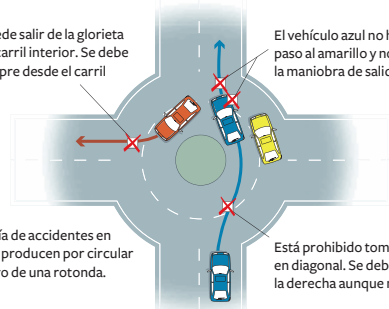 ede salir de la glorieta
carril interior. Se debe
pre desde el carril
El vehículo azul no h
paso al amarillo y no
la maniobra de salid
ía de accidentes en
producen por circular
ro de una rotonda.
Está prohibido tom
en diagonal. Se deb
la derecha aunque